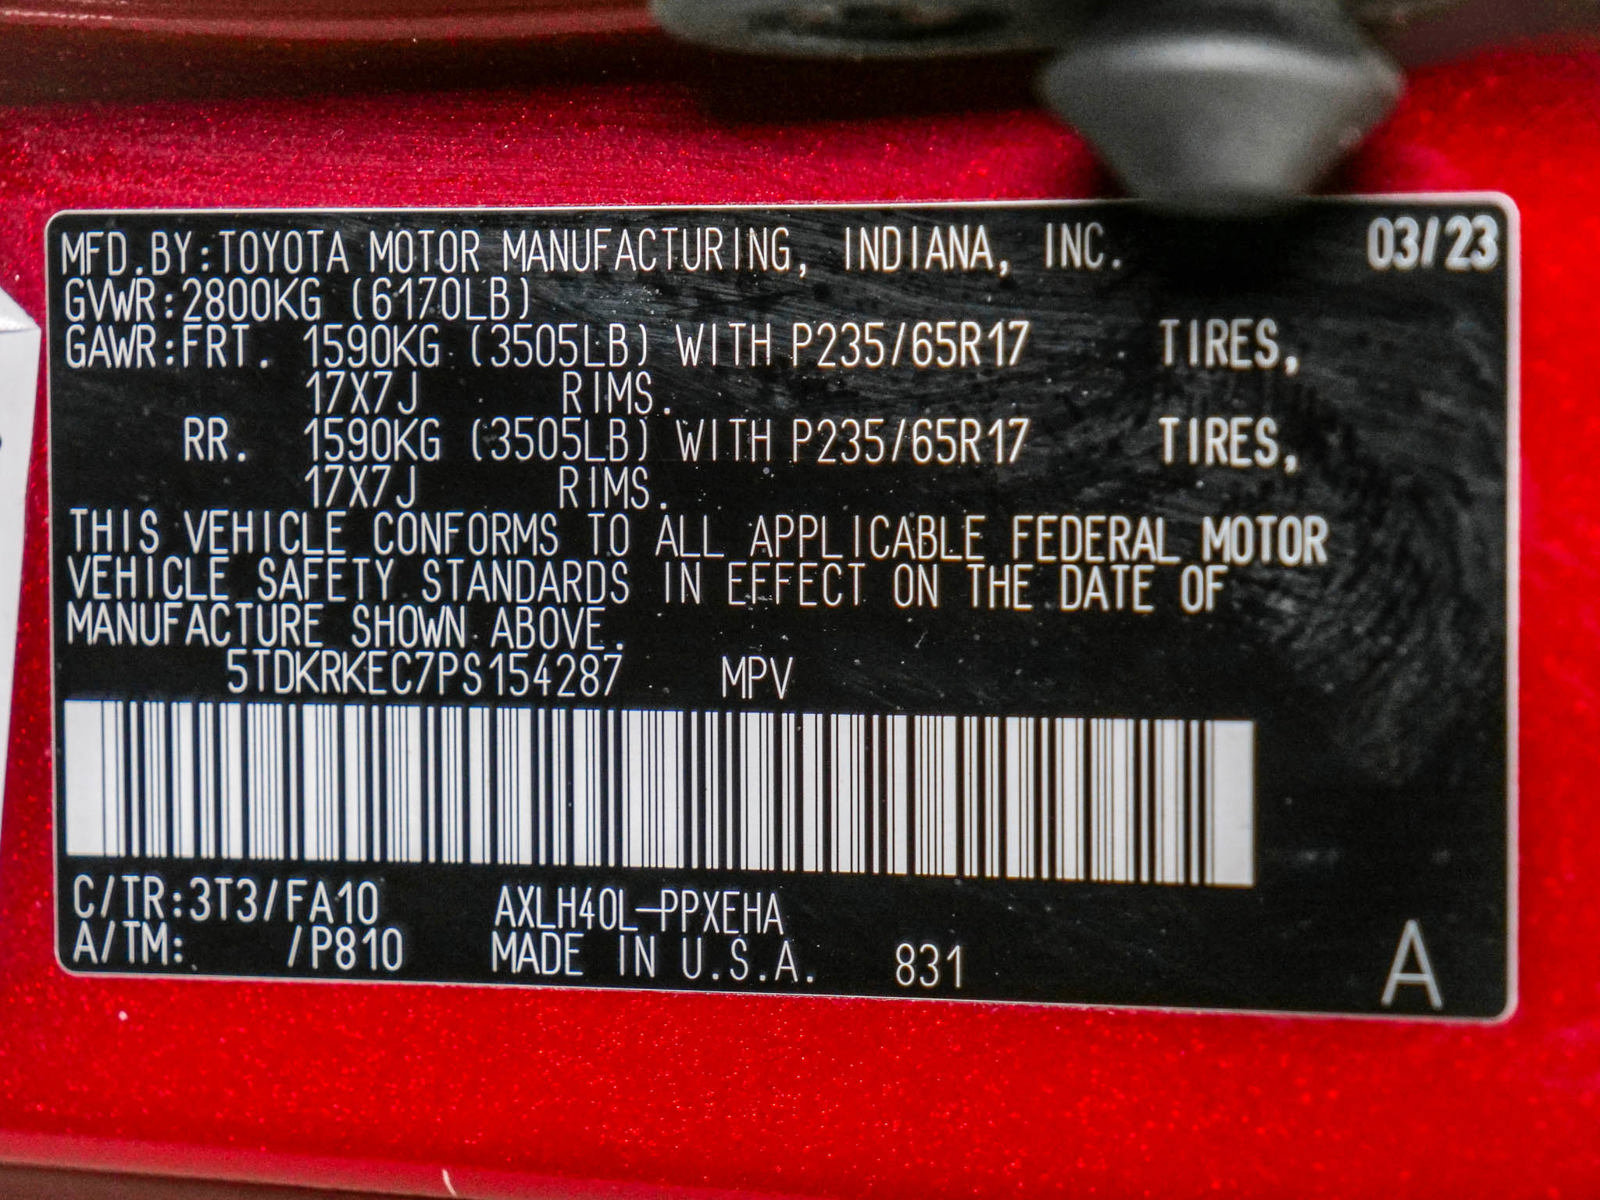 MFD.BY:TOYOTA MOTOR MANUFACTURING, INDIANA, INC. 03/23
GVWR:2800KG (6170LB)
GAWR:FRT. 1590KG (3505LB) WITH P235/65R17 TIRES,
17X7J RIMS.
RR. 1590KG (3505LB) WITH P235/65R17 TIRES,
17X7J RIMS.
THIS VEHICLE CONFORMS TO ALL APPLICABLE FEDERAL MOTOR
VEHICLE SAFETY STANDARDS IN EFFECT ON THE DATE OF
MANUFACTURE SHOWN ABOVE.
5TDKRKEC7PS154287 MPV
C/TR:3T3/FA10 AXLH40L-PPXEHA
A/TM: /P810 MADE IN U.S.A. 831 A